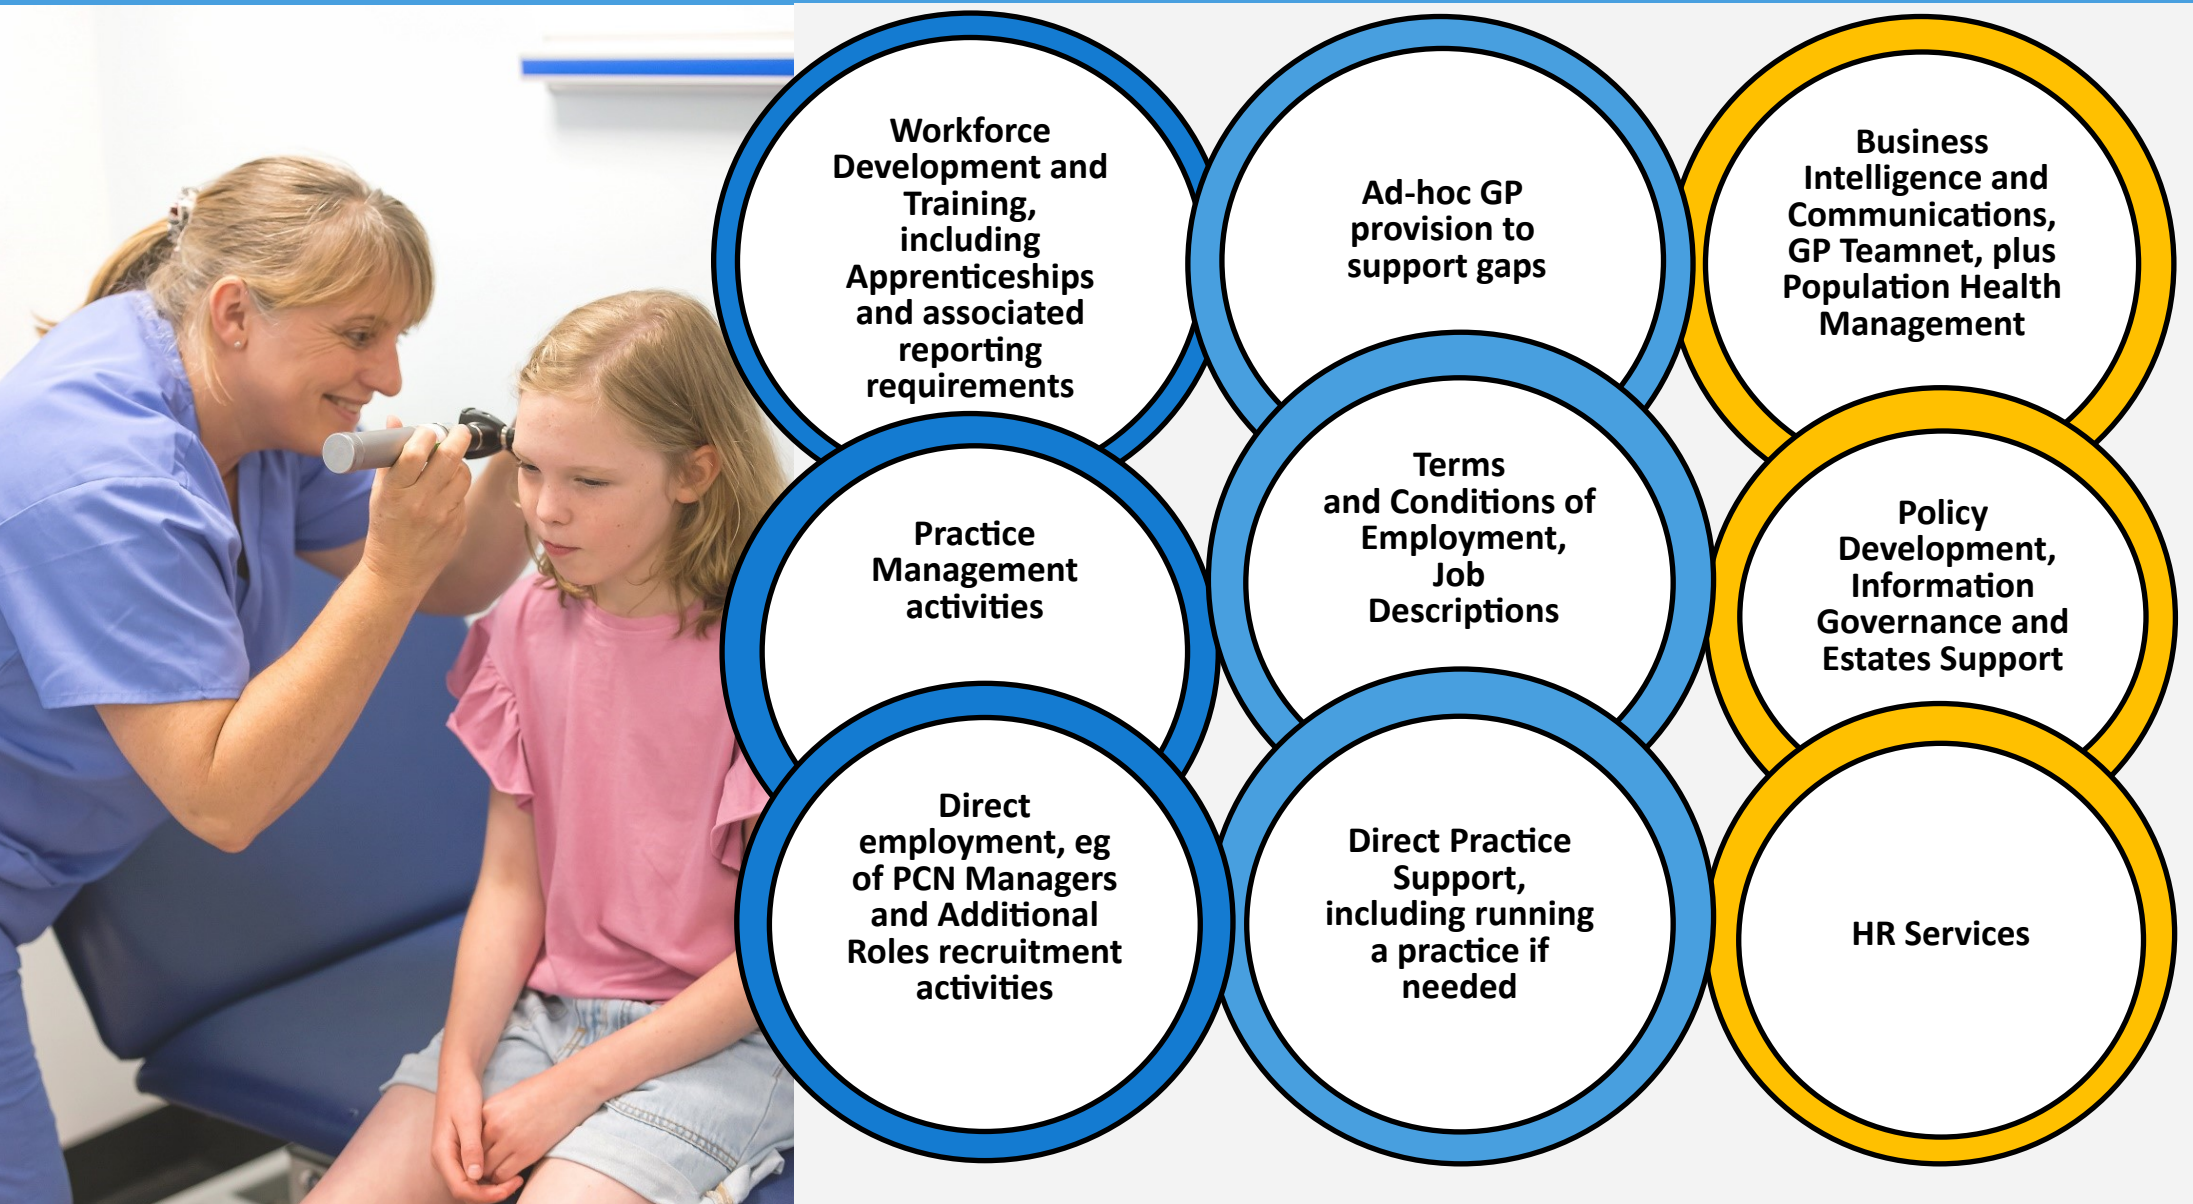 Workforce
Development and
Training,
including
Apprenticeships
and associated
reporting
requirements
Practice
Management
activities
Direct
employment, eg
of PCN Managers
and Additional
Roles recruitment
activities
Ad-hoc GP
provision to
support gaps
Terms
and Conditions of
Employment,
Job
Descriptions
Direct Practice
Support,
including running
a practice if
needed
Business
Intelligence and
Communications,
GP Teamnet, plus
Population Health
Management
Policy
Development,
Information
Governance and
Estates Support
HR Services